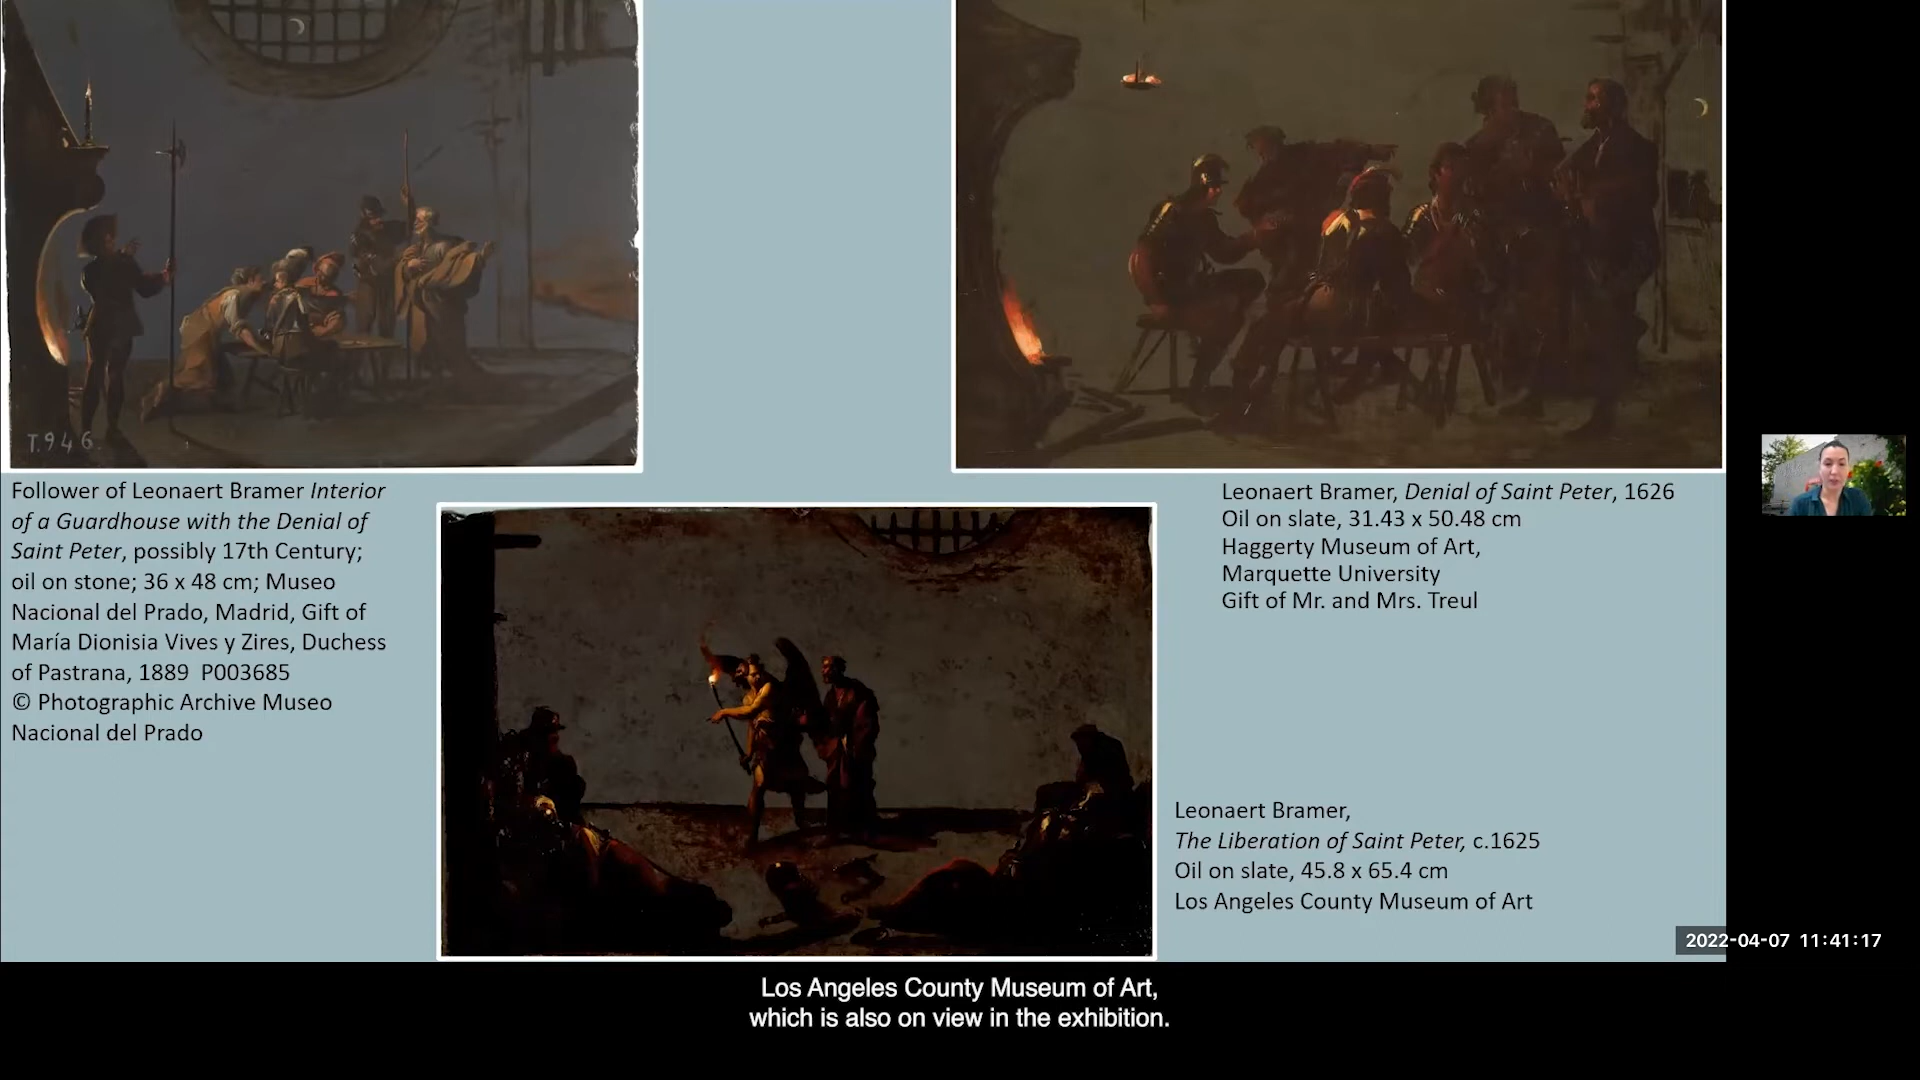 T.946.
Follower of Leonaert Bramer Interior
of a Guardhouse with the Denial of
Saint Peter, possibly 17th Century;
oil on stone; 36 x 48 cm; Museo
Nacional del Prado, Madrid, Gift of
María Dionisia Vives y Zires, Duchess
of Pastrana, 1889  P003685
© Photographic Archive Museo
Nacional del Prado
Leonaert Bramer, Denial of Saint Peter, 1626
Oil on slate, 31.43 x 50.48 cm
Haggerty Museum of Art,
Marquette University
Gift of Mr. and Mrs. Treul
Leonaert Bramer,
The Liberation of Saint Peter, c.1625
Oil on slate, 45.8 x 65.4 cm
Los Angeles County Museum of Art
2022-04-07 11:41:17
Los Angeles County Museum of Art,
which is also on view in the exhibition.